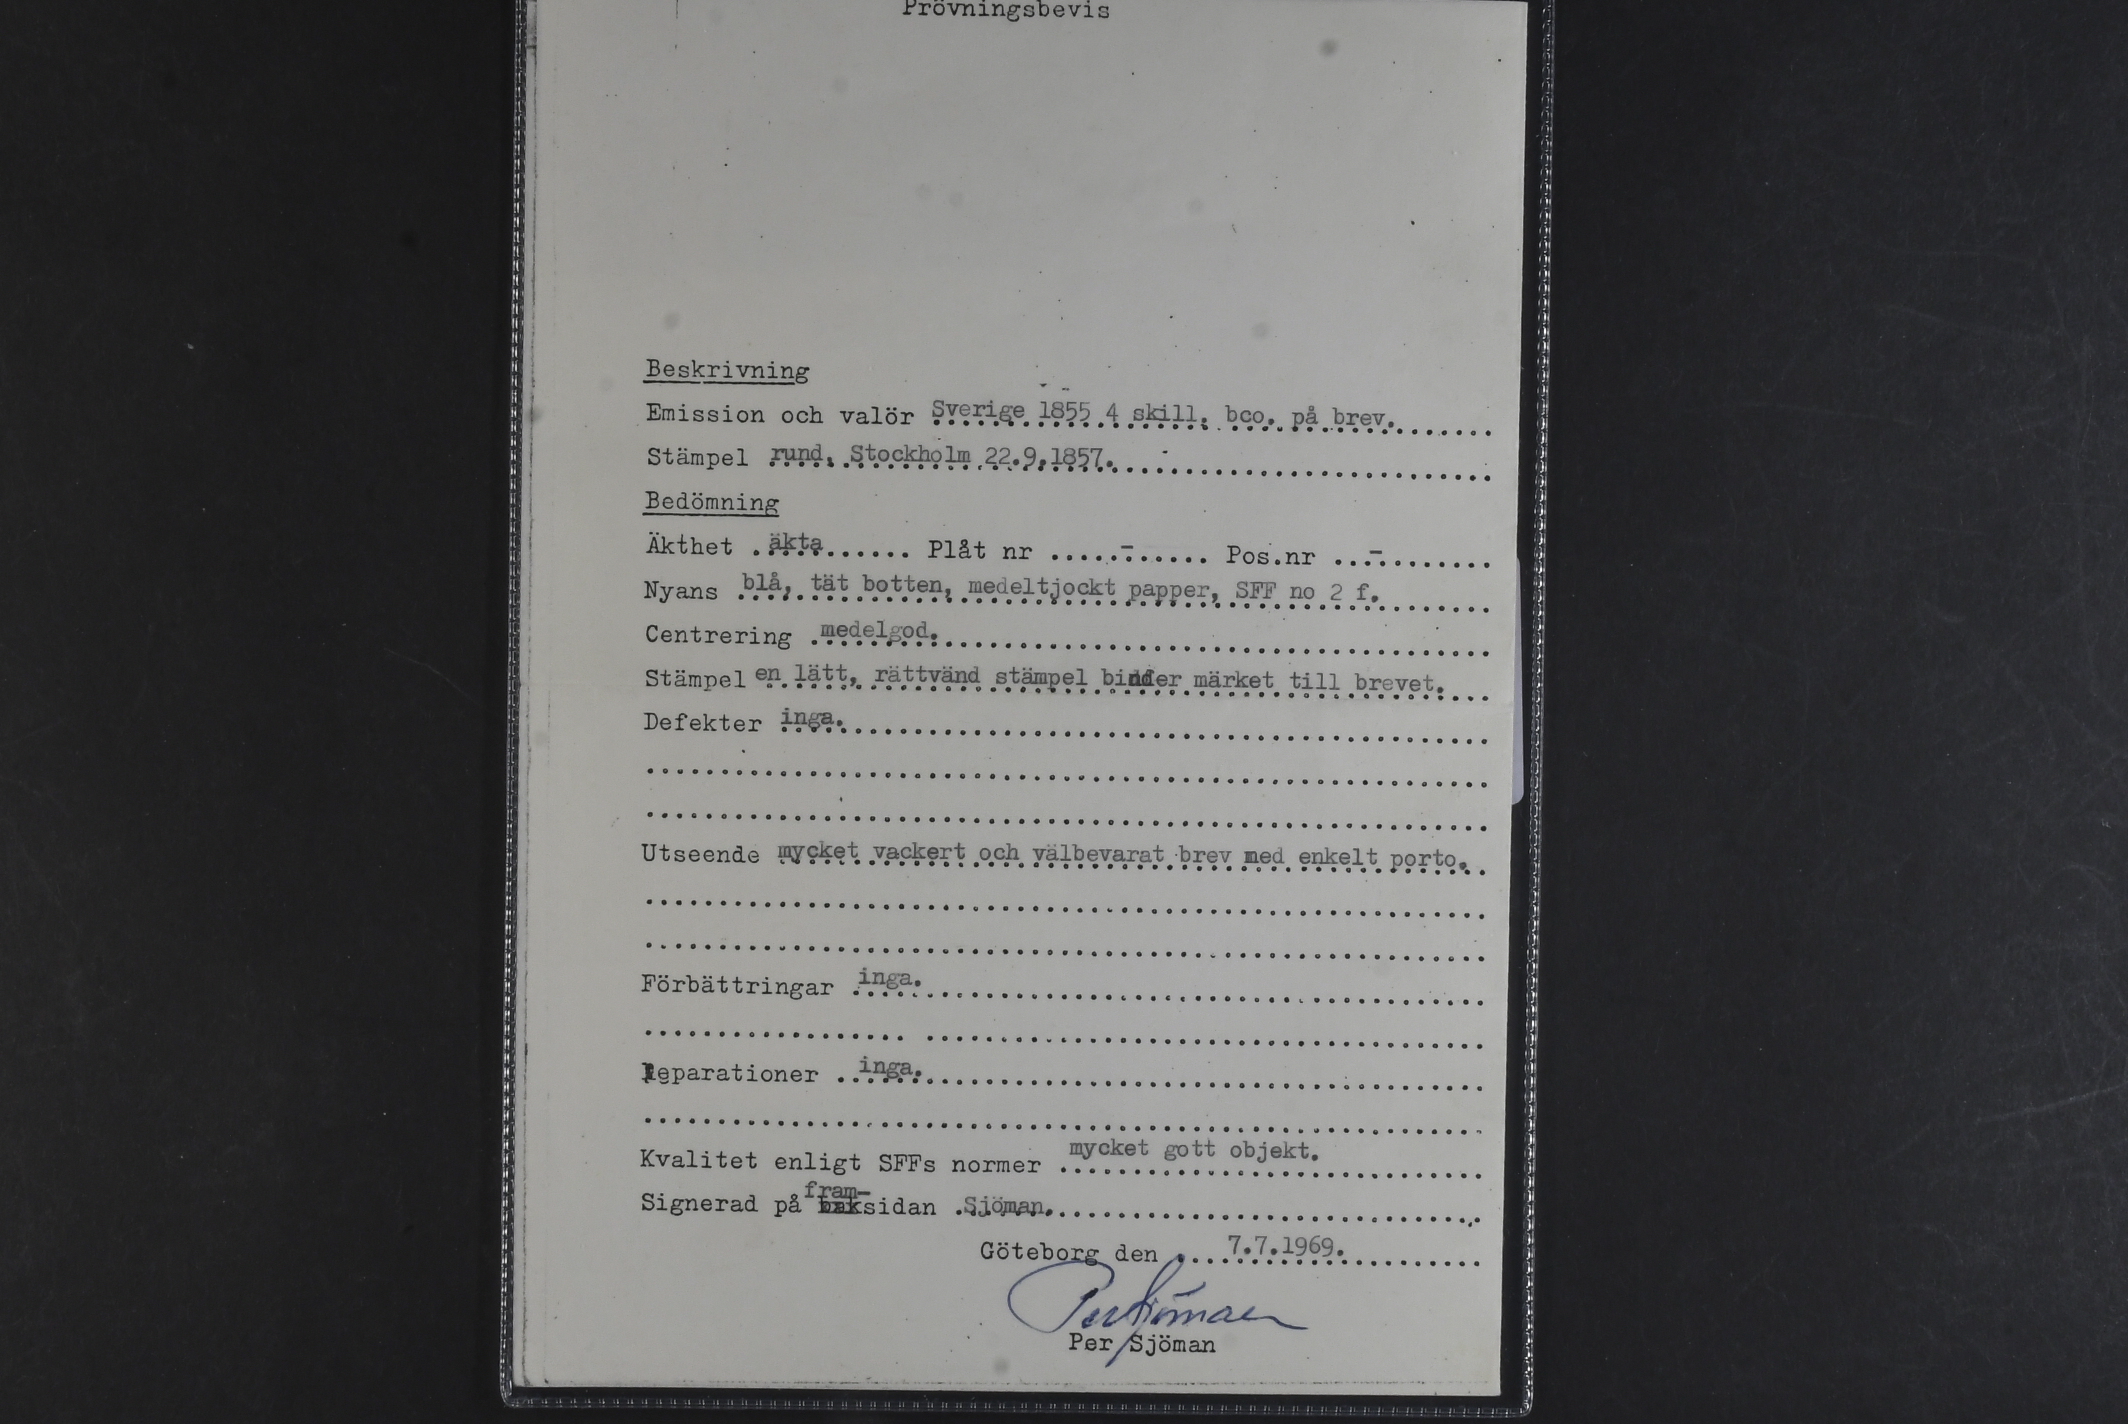 Prövningsbevis
Beskrivning
Emission och valör Sverige 1855 4 skill. bco. på brev.
Stämpel rund, Stockholm 22.9.1857.
Bedömning
Äkthet äkta Plåt nr - Pos.nr -
Nyans blå, tät botten, medeltjockt papper, SFF no 2 f.
Centrering medelgod.
Stämpel en lätt, rättvänd stämpel binder märket till brevet.
Defekter inga.
Utseende mycket vackert och välbevarat brev med enkelt porto.
Förbättringar inga.
Reparationer inga.
Kvalitet enligt SFFs normer mycket gott objekt.
Signerad på fram-baksidan Sjöman.
Göteborg den 7.7.1969.
Per Sjöman
Per Sjöman